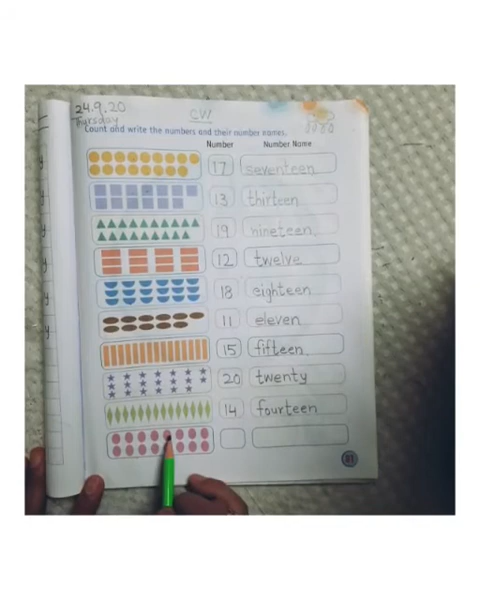 24.9.20
Thursday
CW
Count and write the numbers and their number names.
Number Number Name
17 seventeen
13 thirteen
19 nineteen
12 twelve
18 eighteen
11 eleven
15 fifteen
20 twenty
14 fourteen